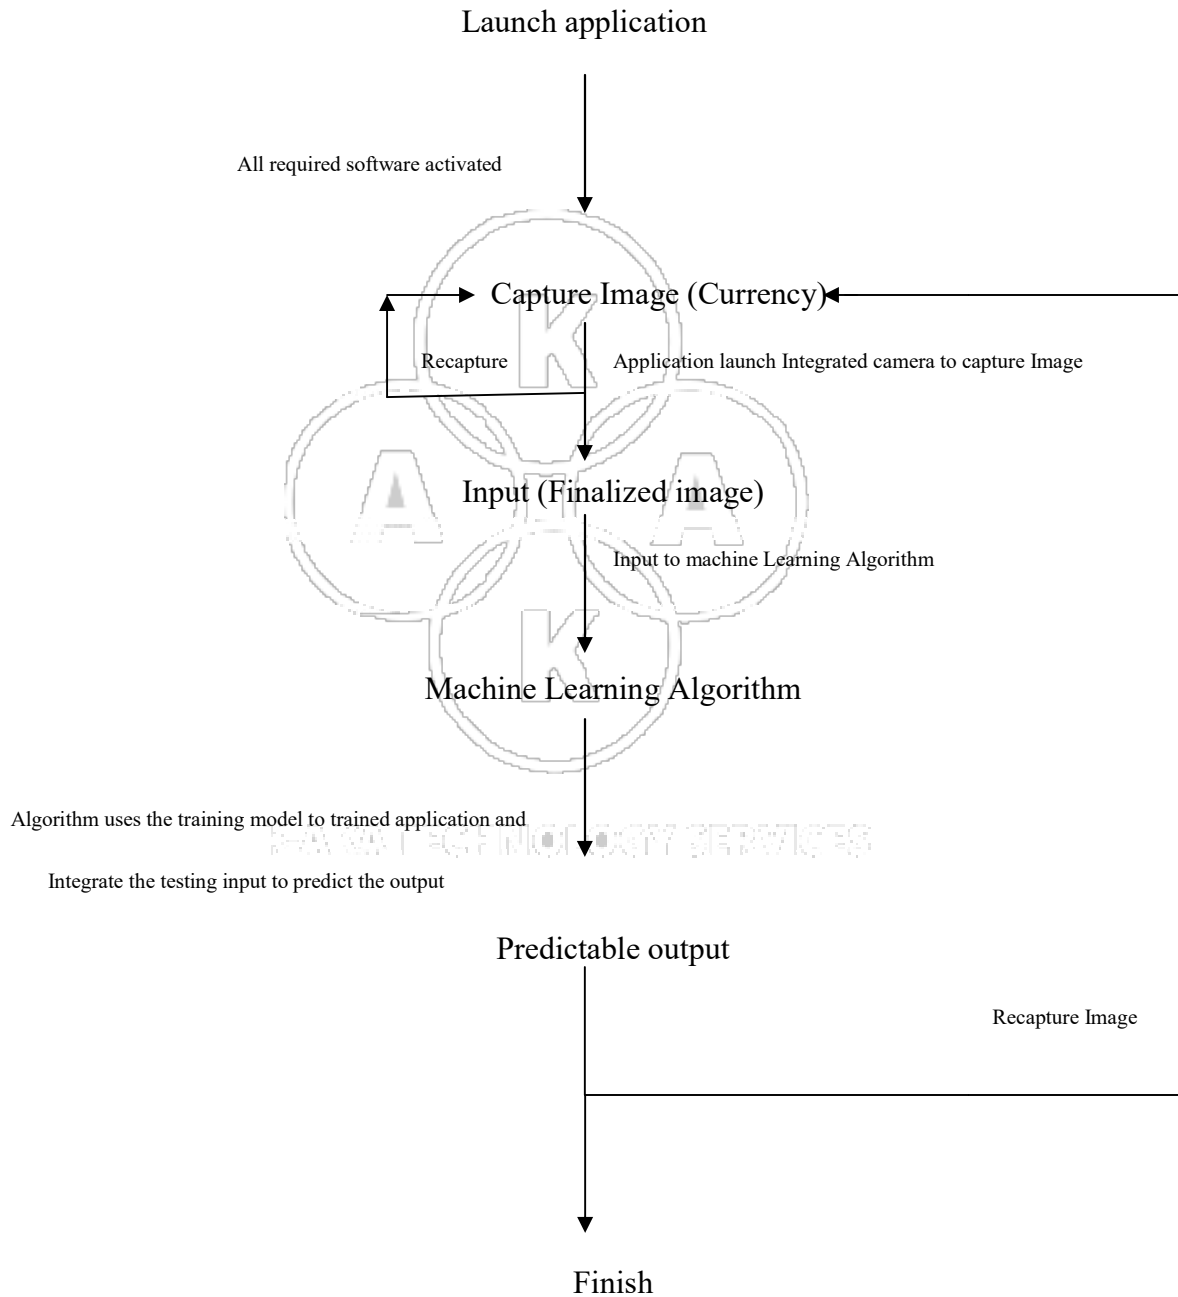 Launch application
All required software activated
Capture Image (Currency)
Recapture
Application launch Integrated camera to capture Image
Input (Finalized image)
Input to machine Learning Algorithm
Machine Learning Algorithm
Algorithm uses the training model to trained application and
Integrate the testing input to predict the output
Predictable output
Recapture Image
Finish
K
A
A
K
TECHNOLOGY SERVICES